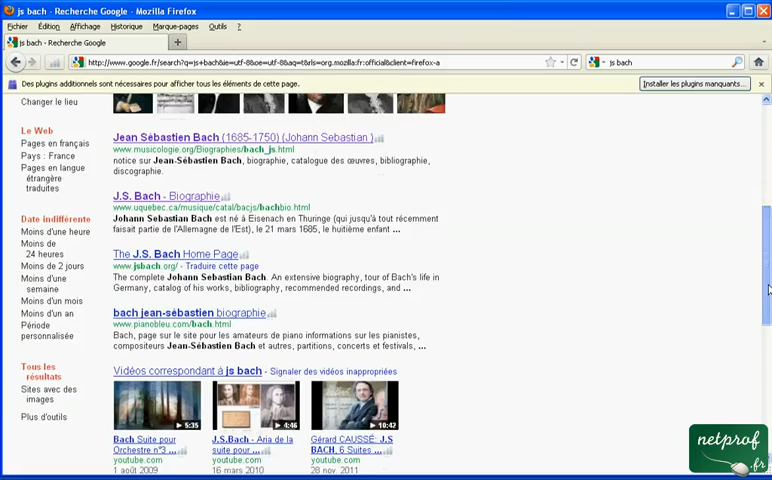 js bach - Recherche Google - Mozilla Firefox
Fichier Édition Affichage Historique Marque-pages Outils ?
js bach - Recherche Google
http://www.google.fr/search?q=js+bach&ie=utf-8&oe=utf-8&aq=t&rls=org.mozilla:fr:official&client=firefox-a
js bach
Des plugins additionnels sont nécessaires pour afficher tous les éléments de cette page.
Installer les plugins manquants...
Changer le lieu
Le Web
Pages en français
Pays : France
Pages en langue
étrangère
traduites
Date indifférente
Moins d'une heure
Moins de
24 heures
Moins de 2 jours
Moins d'une
semaine
Moins d'un mois
Moins d'un an
Période
personnalisée
Tous les
résultats
Sites avec des
images
Plus d'outils
Jean Sébastien Bach (1685-1750) (Johann Sebastian )
www.musicologie.org/Biographies/bach_js.html
notice sur Jean-Sébastien Bach, biographie, catalogue des œuvres, bibliographie,
discographie.
J.S. Bach - Biographie
www.uquebec.ca/musique/catal/bacjs/bachbio.html
Johann Sebastian Bach est né à Eisenach en Thuringe (qui jusqu'à tout récemment
faisait partie de l'Allemagne de l'Est), le 21 mars 1685, le huitième enfant ...
The J.S. Bach Home Page
www.jsbach.org/ - Traduire cette page
The complete Johann Sebastian Bach. An extensive biography, tour of Bach's life in
Germany, catalog of his works, bibliography, recommended recordings, and ...
bach jean-sébastien biographie
www.pianobleu.com/bach.html
Bach, page sur le site pour les amateurs de piano informations sur les pianistes,
compositeurs Jean-Sébastien Bach et autres, partitions, concerts et festivals, ...
Vidéos correspondant à js bach - Signaler des vidéos inappropriées
5:35
4:46
10:42
Bach Suite pour
Orchestre n°3 ...
youtube.com
1 août 2009
J.S.Bach - Aria de la
suite pour ...
youtube.com
16 mars 2010
Gérard CAUSSÉ: J.S
BACH, 6 Suites ...
youtube.com
28 nov. 2011
netprof
.fr